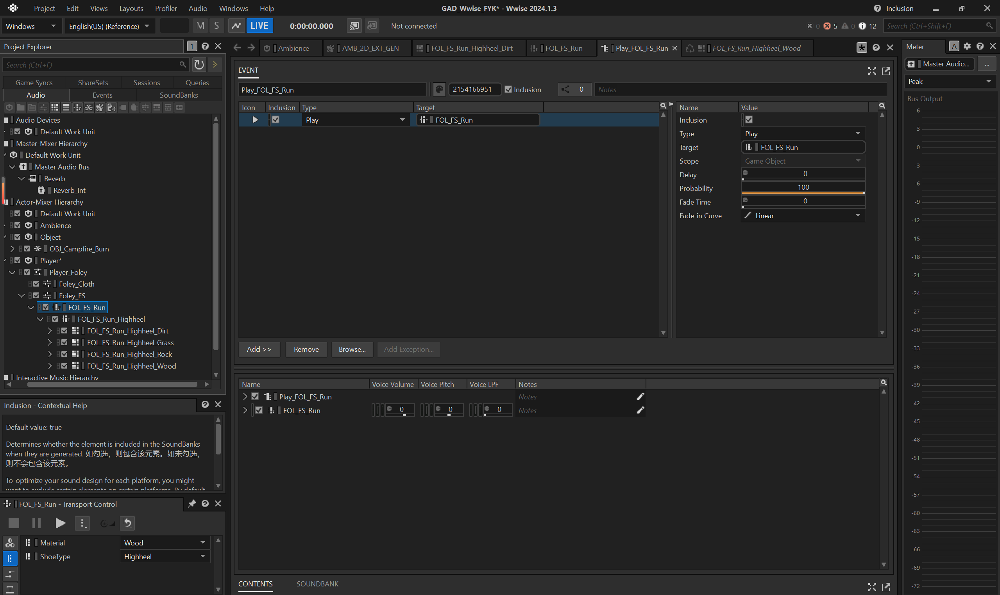 Project Edit Views Layouts Profiler Audio Windows Help
GAD_Wwise_FYK* - Wwise 2024.1.3
Inclusion
Windows
English(US) (Reference)
M S
LIVE
0:00:00.000
Not connected
0 5 0 12
Search (Ctrl+Shift+F)
Project Explorer
1
Search (Ctrl+F)
Game Syncs ShareSets Sessions Queries
Audio Events SoundBanks
Audio Devices
Default Work Unit
Master-Mixer Hierarchy
Default Work Unit
Master Audio Bus
Reverb
Reverb_Int
Actor-Mixer Hierarchy
Default Work Unit
Ambience
Object
OBJ_Campfire_Burn
Player*
Player_Foley
Foley_Cloth
Foley_FS
FOL_FS_Run
FOL_FS_Run_Highheel
FOL_FS_Run_Highheel_Dirt
FOL_FS_Run_Highheel_Grass
FOL_FS_Run_Highheel_Rock
FOL_FS_Run_Highheel_Wood
Interactive Music Hierarchy
Inclusion - Contextual Help
Default value: true
Determines whether the element is included in the SoundBanks
when they are generated. 如勾选，则包含该元素。如未勾选，
则不会包含该元素。
To optimize your sound design for each platform, you might
want to exclude certain elements on certain platforms. By default
FOL_FS_Run - Transport Control
Material Wood
ShoeType Highheel
Ambience AMB_2D_EXT_GEN FOL_FS_Run_Highheel_Dirt FOL_FS_Run Play_FOL_FS_Run FOL_FS_Run_Highheel_Wood
EVENT
Play_FOL_FS_Run
2154166951
Inclusion
0
Notes
Icon Inclusion Type Target
Play FOL_FS_Run
Name Value
Inclusion
Type Play
Target FOL_FS_Run
Scope Game Object
Delay 0
Probability 100
Fade Time 0
Fade-in Curve Linear
Add >> Remove Browse... Add Exception...
Name Voice Volume Voice Pitch Voice LPF Notes
Play_FOL_FS_Run Notes
FOL_FS_Run 0 0 0 Notes
CONTENTS SOUNDBANK
Meter
A
Master Audio...
...
Peak
Bus Output
6
3
0
-3
-6
-9
-12
-15
-18
-21
-24
-27
-30
-33
-36
-39
-42
-45
-48
-51
-54
-57
-60
-63
-66
-69
-72